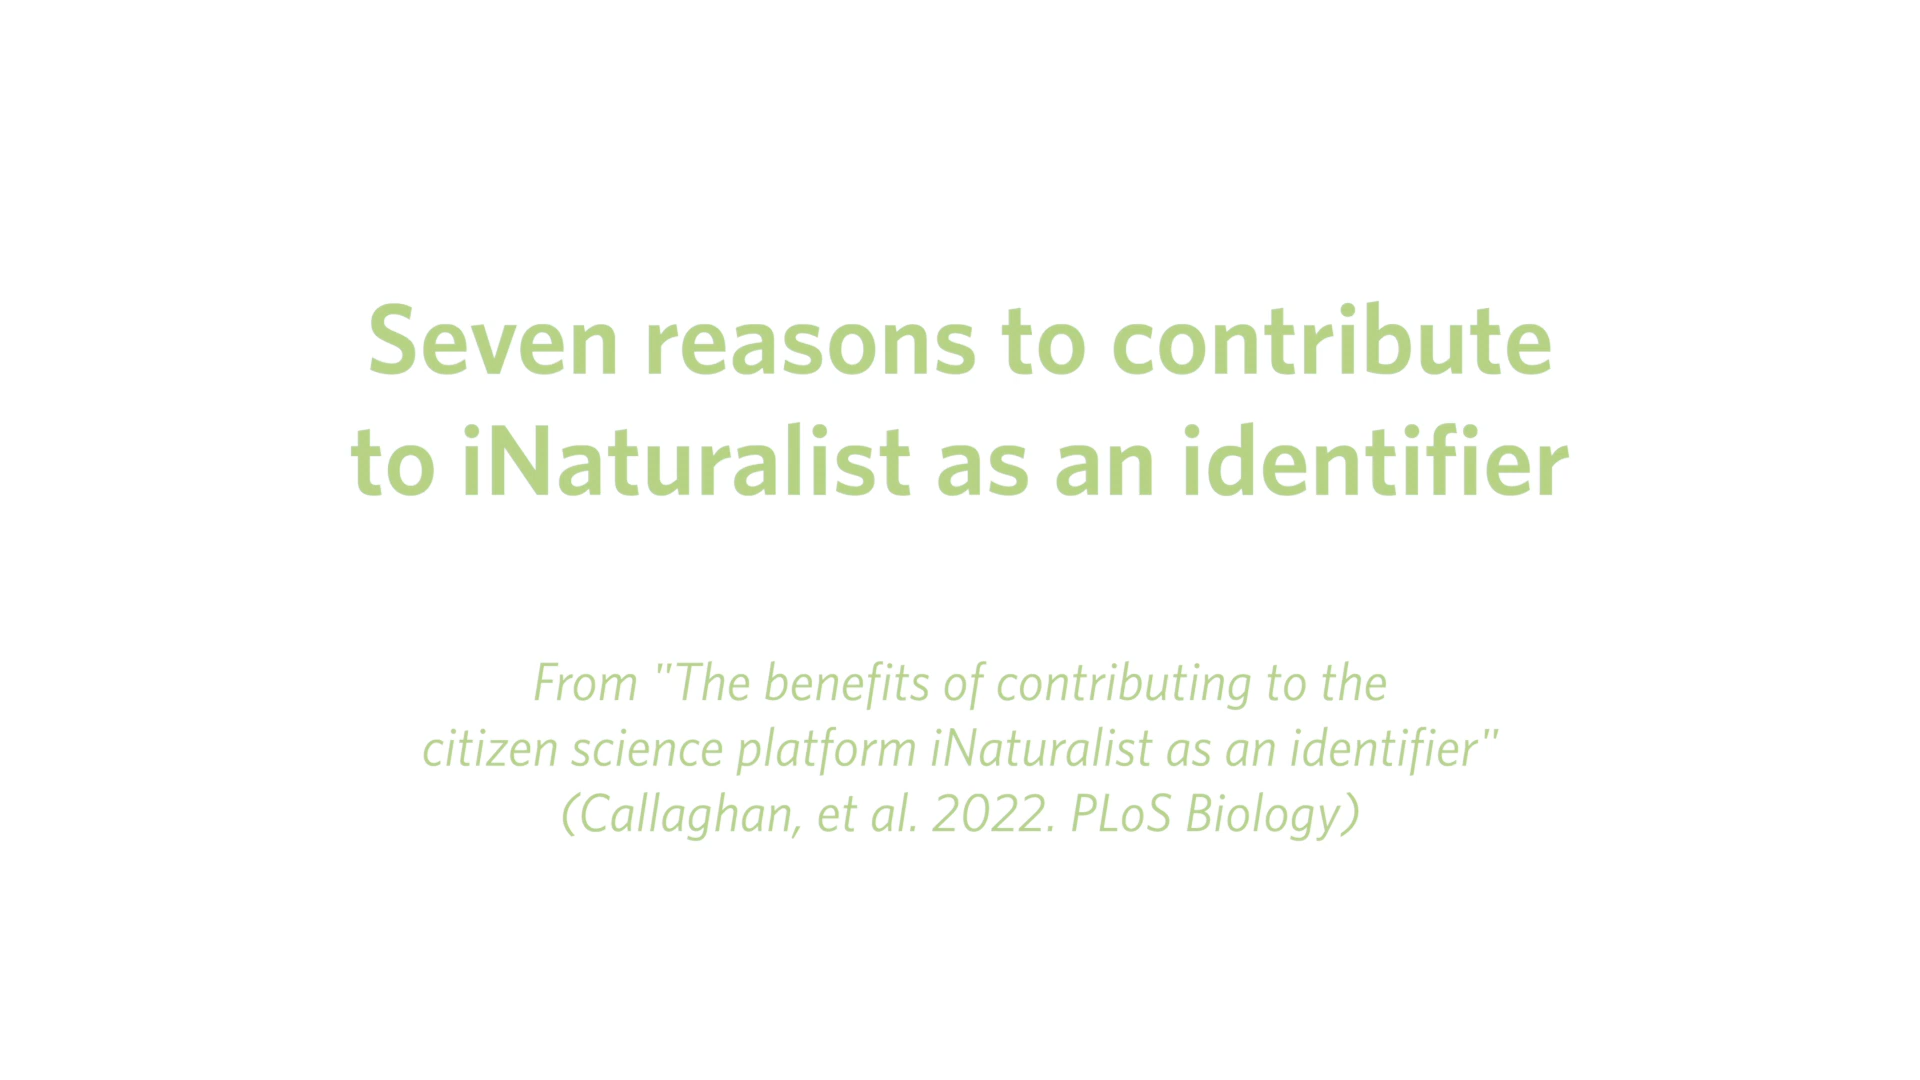 Seven reasons to contribute
to iNaturalist as an identifier
From "The benefits of contributing to the
citizen science platform iNaturalist as an identifier"
(Callaghan, et al. 2022. PLoS Biology)